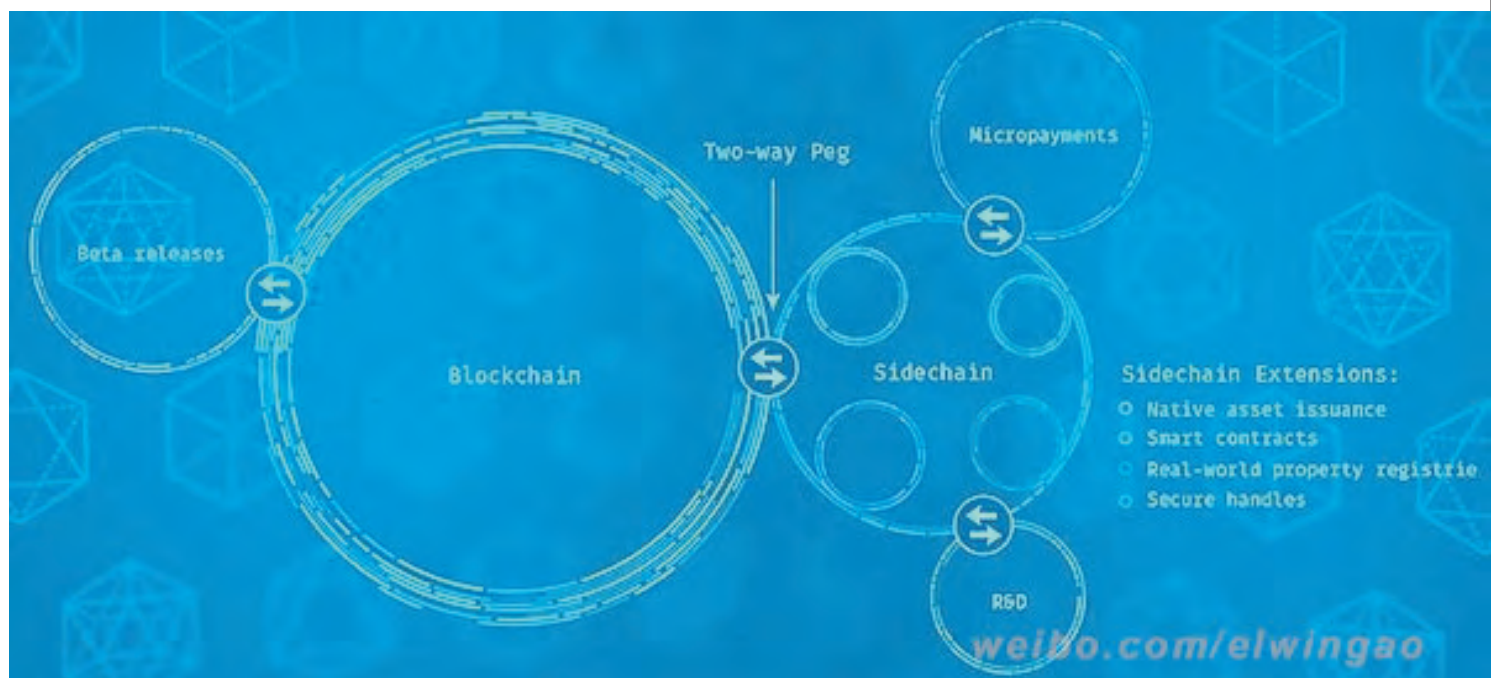 Micropayments
Two-way Peg
Beta releases
Blockchain
Sidechain
Sidechain Extensions:
Native asset issuance
Smart contracts
Real-world property registrie
Secure handles
R&D
weibo.com/elwingao